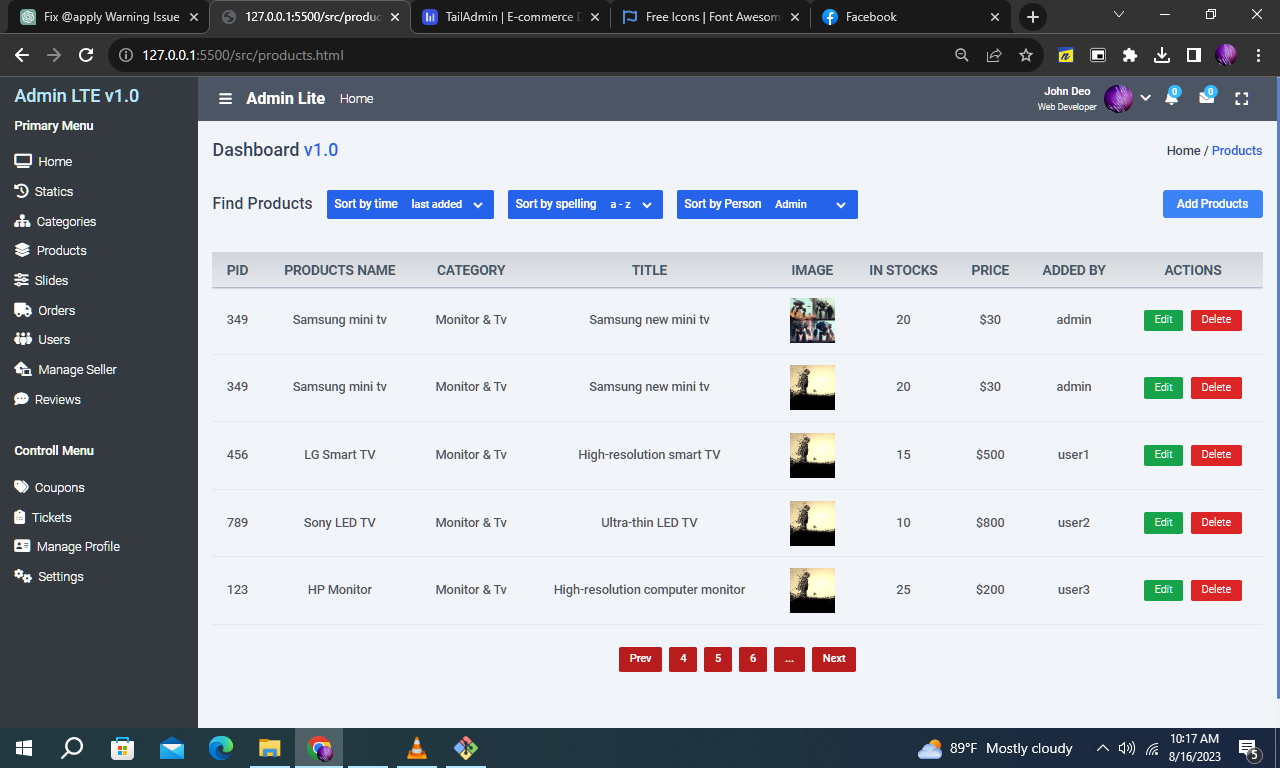 Fix @apply Warning Issue
127.0.0.1:5500/src/produc
TailAdmin | E-commerce D
Free Icons | Font Awesom
Facebook
127.0.0.1:5500/src/products.html
Admin LTE v1.0
Admin Lite Home
John Deo
Web Developer
0
0
Primary Menu
Home
Statics
Categories
Products
Slides
Orders
Users
Manage Seller
Reviews
Controll Menu
Coupons
Tickets
Manage Profile
Settings
Dashboard v1.0
Home / Products
Find Products Sort by time last added Sort by spelling a - z Sort by Person Admin Add Products
PID PRODUCTS NAME CATEGORY TITLE IMAGE IN STOCKS PRICE ADDED BY ACTIONS
349 Samsung mini tv Monitor & Tv Samsung new mini tv 20 $30 admin Edit Delete
349 Samsung mini tv Monitor & Tv Samsung new mini tv 20 $30 admin Edit Delete
456 LG Smart TV Monitor & Tv High-resolution smart TV 15 $500 user1 Edit Delete
789 Sony LED TV Monitor & Tv Ultra-thin LED TV 10 $800 user2 Edit Delete
123 HP Monitor Monitor & Tv High-resolution computer monitor 25 $200 user3 Edit Delete
Prev 4 5 6 ... Next
89°F Mostly cloudy
10:17 AM
8/16/2023
5